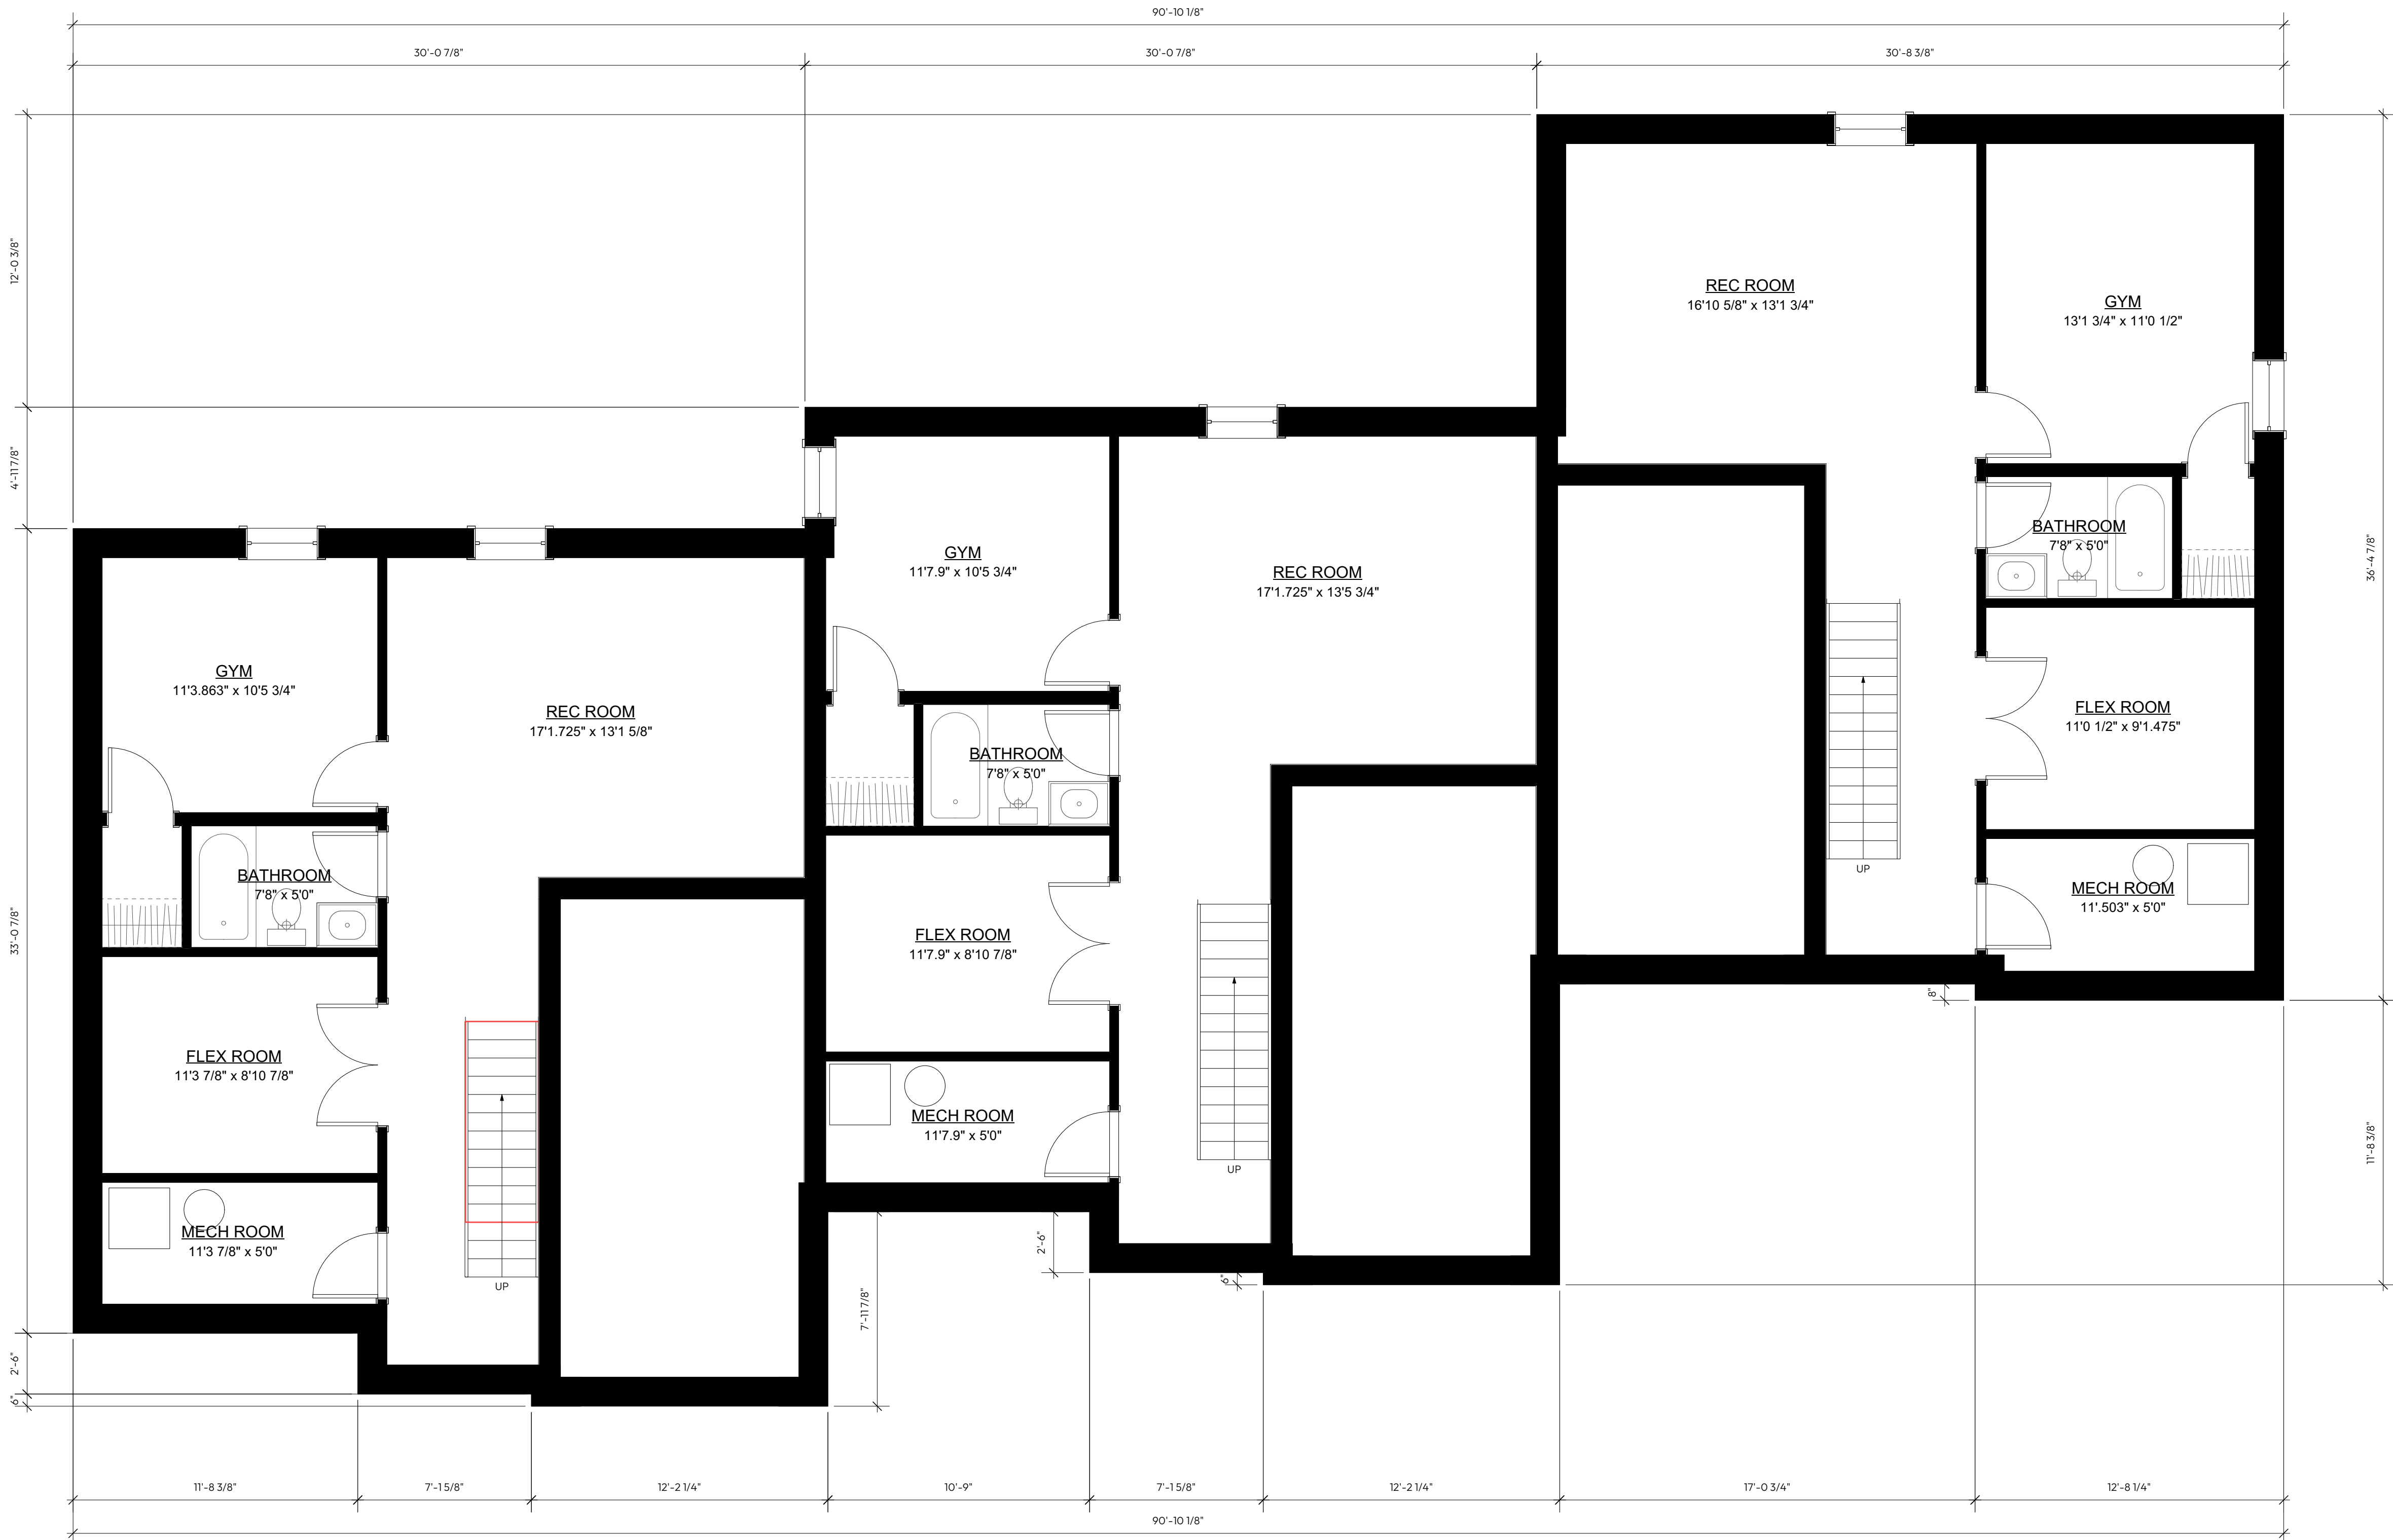 90'-10 1/8"
30'-0 7/8"
30'-0 7/8"
30'-8 3/8"
12'-0 3/8"
4'-11 7/8"
33'-0 7/8"
2'-6"
6"
36'-4 7/8"
11'-8 3/8"
REC ROOM
16'10 5/8" x 13'1 3/4"
GYM
13'1 3/4" x 11'0 1/2"
BATHROOM
7'8" x 5'0"
FLEX ROOM
11'0 1/2" x 9'1.475"
UP
MECH ROOM
11'.503" x 5'0"
8"
GYM
11'7.9" x 10'5 3/4"
REC ROOM
17'1.725" x 13'5 3/4"
BATHROOM
7'8" x 5'0"
FLEX ROOM
11'7.9" x 8'10 7/8"
MECH ROOM
11'7.9" x 5'0"
UP
2'-6"
6"
7'-11 7/8"
GYM
11'3.863" x 10'5 3/4"
REC ROOM
17'1.725" x 13'1 5/8"
BATHROOM
7'8" x 5'0"
FLEX ROOM
11'3 7/8" x 8'10 7/8"
MECH ROOM
11'3 7/8" x 5'0"
UP
11'-8 3/8"
7'-1 5/8"
12'-2 1/4"
10'-9"
7'-1 5/8"
12'-2 1/4"
17'-0 3/4"
12'-8 1/4"
90'-10 1/8"